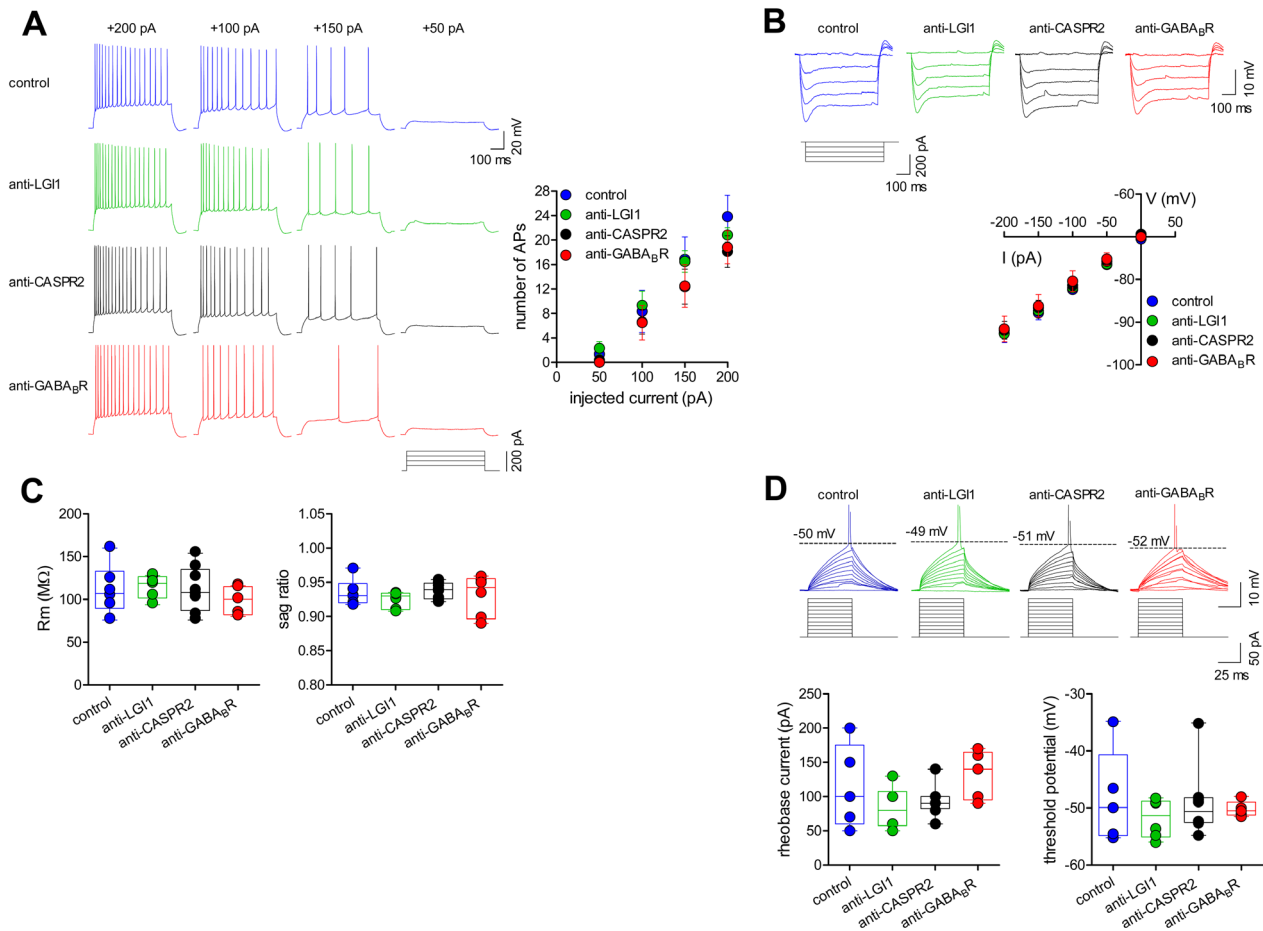 A
+200 pA +100 pA +150 pA +50 pA
control
20 mV
100 ms
anti-LGI1
anti-CASPR2
anti-GABABR
200 pA
28
24
20
16
12
8
4
0
number of APs
control
anti-LGI1
anti-CASPR2
anti-GABABR
0 50 100 150 200
injected current (pA)
B
control anti-LGI1 anti-CASPR2 anti-GABABR
10 mV
100 ms
200 pA
100 ms
-60
V (mV)
-200 -150 -100 -50 50
I (pA)
-80
-90
-100
control
anti-LGI1
anti-CASPR2
anti-GABABR
C
200
150
100
50
0
Rm (MΩ)
control
anti-LGI1
anti-CASPR2
anti-GABABR
1.05
1.00
0.95
0.90
0.85
0.80
sag ratio
control
anti-LGI1
anti-CASPR2
anti-GABABR
D
control anti-LGI1 anti-CASPR2 anti-GABABR
-50 mV -49 mV -51 mV -52 mV
10 mV
50 pA
25 ms
250
200
150
100
50
0
rheobase current (pA)
control
anti-LGI1
anti-CASPR2
anti-GABABR
-30
-40
-50
-60
threshold potential (mV)
control
anti-LGI1
anti-CASPR2
anti-GABABR